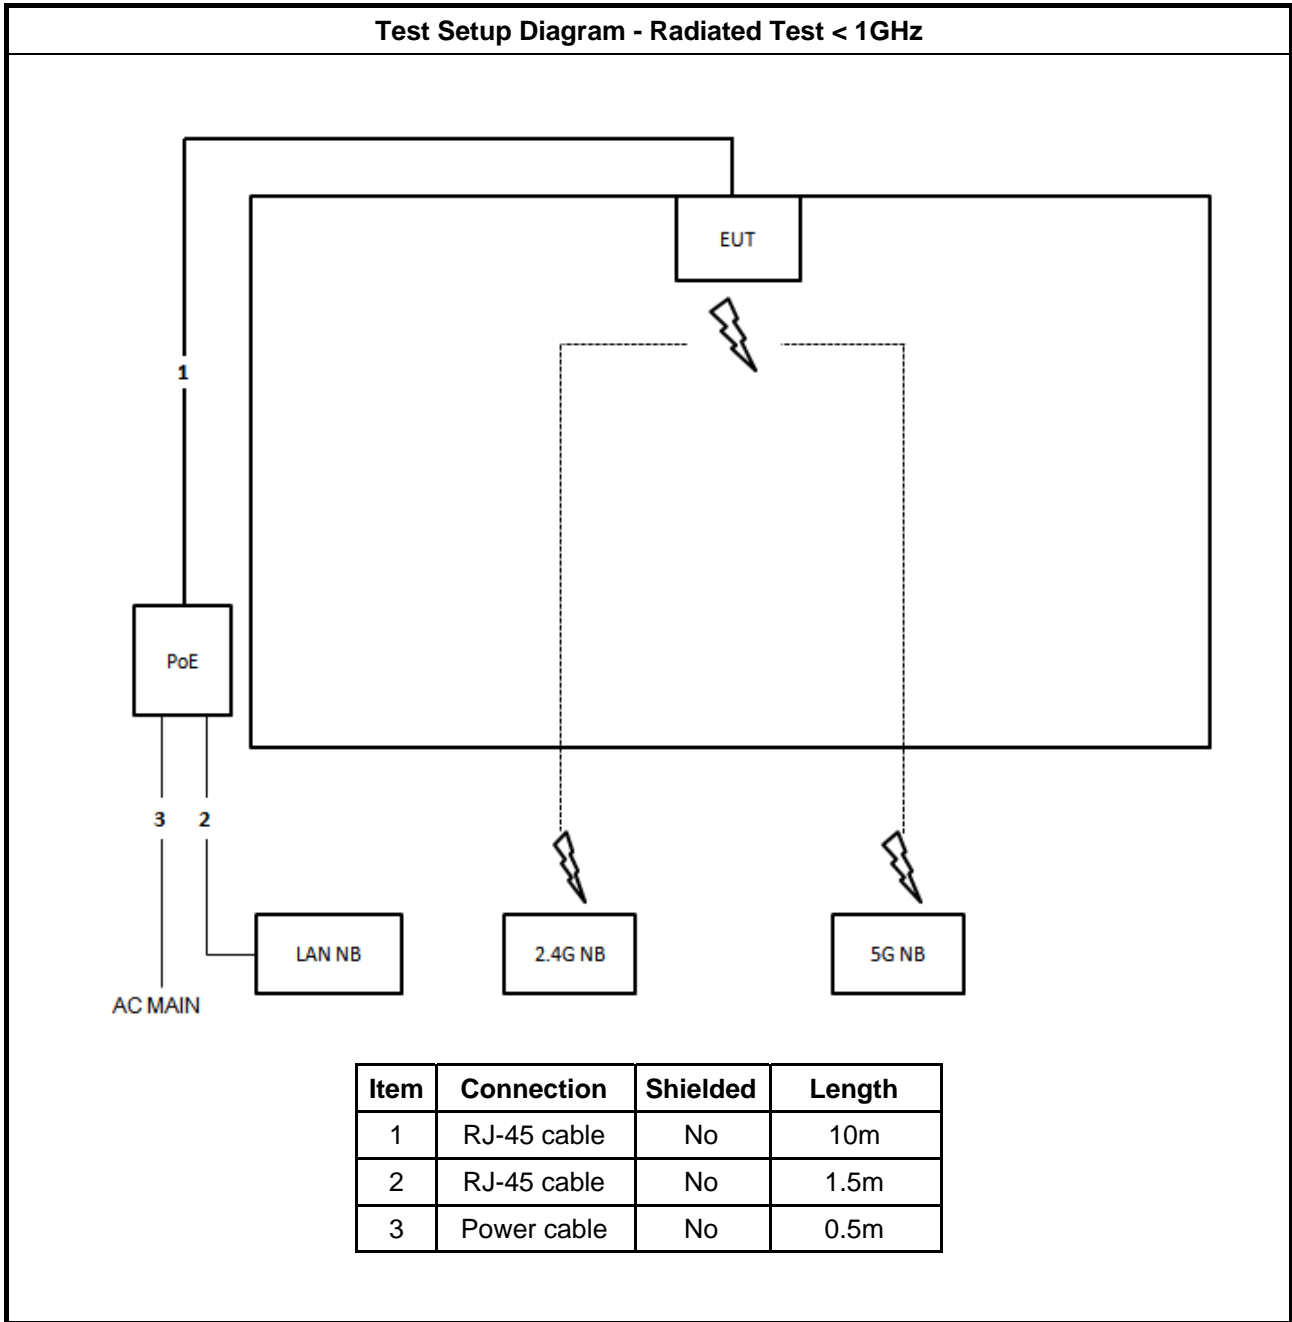 Test Setup Diagram - Radiated Test < 1GHz
EUT
1
PoE
3 2
LAN NB 2.4G NB 5G NB
AC MAIN
Item Connection Shielded Length
1 RJ-45 cable No 10m
2 RJ-45 cable No 1.5m
3 Power cable No 0.5m